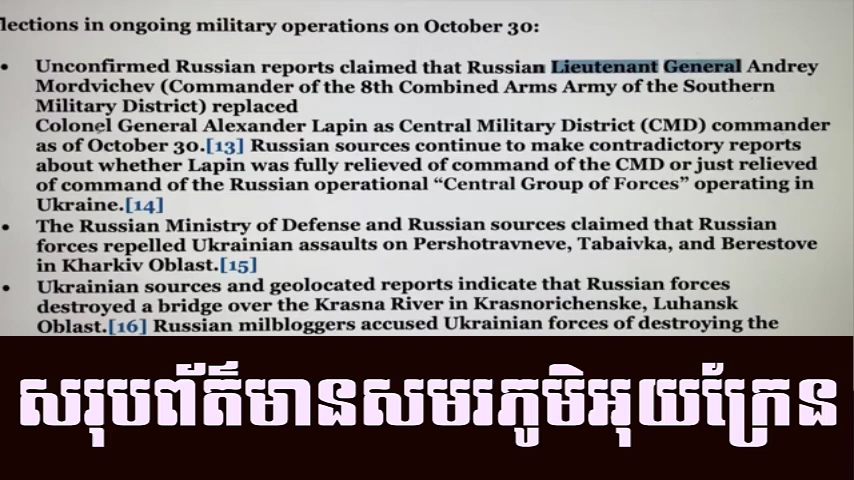 lections in ongoing military operations on October 30:
• Unconfirmed Russian reports claimed that Russian Lieutenant General Andrey
Mordvichev (Commander of the 8th Combined Arms Army of the Southern
Military District) replaced
Colonel General Alexander Lapin as Central Military District (CMD) commander
as of October 30.[13] Russian sources continue to make contradictory reports
about whether Lapin was fully relieved of command of the CMD or just relieved
of command of the Russian operational “Central Group of Forces” operating in
Ukraine.[14]
• The Russian Ministry of Defense and Russian sources claimed that Russian
forces repelled Ukrainian assaults on Pershotravneve, Tabaivka, and Berestove
in Kharkiv Oblast.[15]
• Ukrainian sources and geolocated reports indicate that Russian forces
destroyed a bridge over the Krasna River in Krasnorichenske, Luhansk
Oblast.[16] Russian milbloggers accused Ukrainian forces of destroying the
សរុបព័ត៌មានសមរភូមិអុយក្រែន